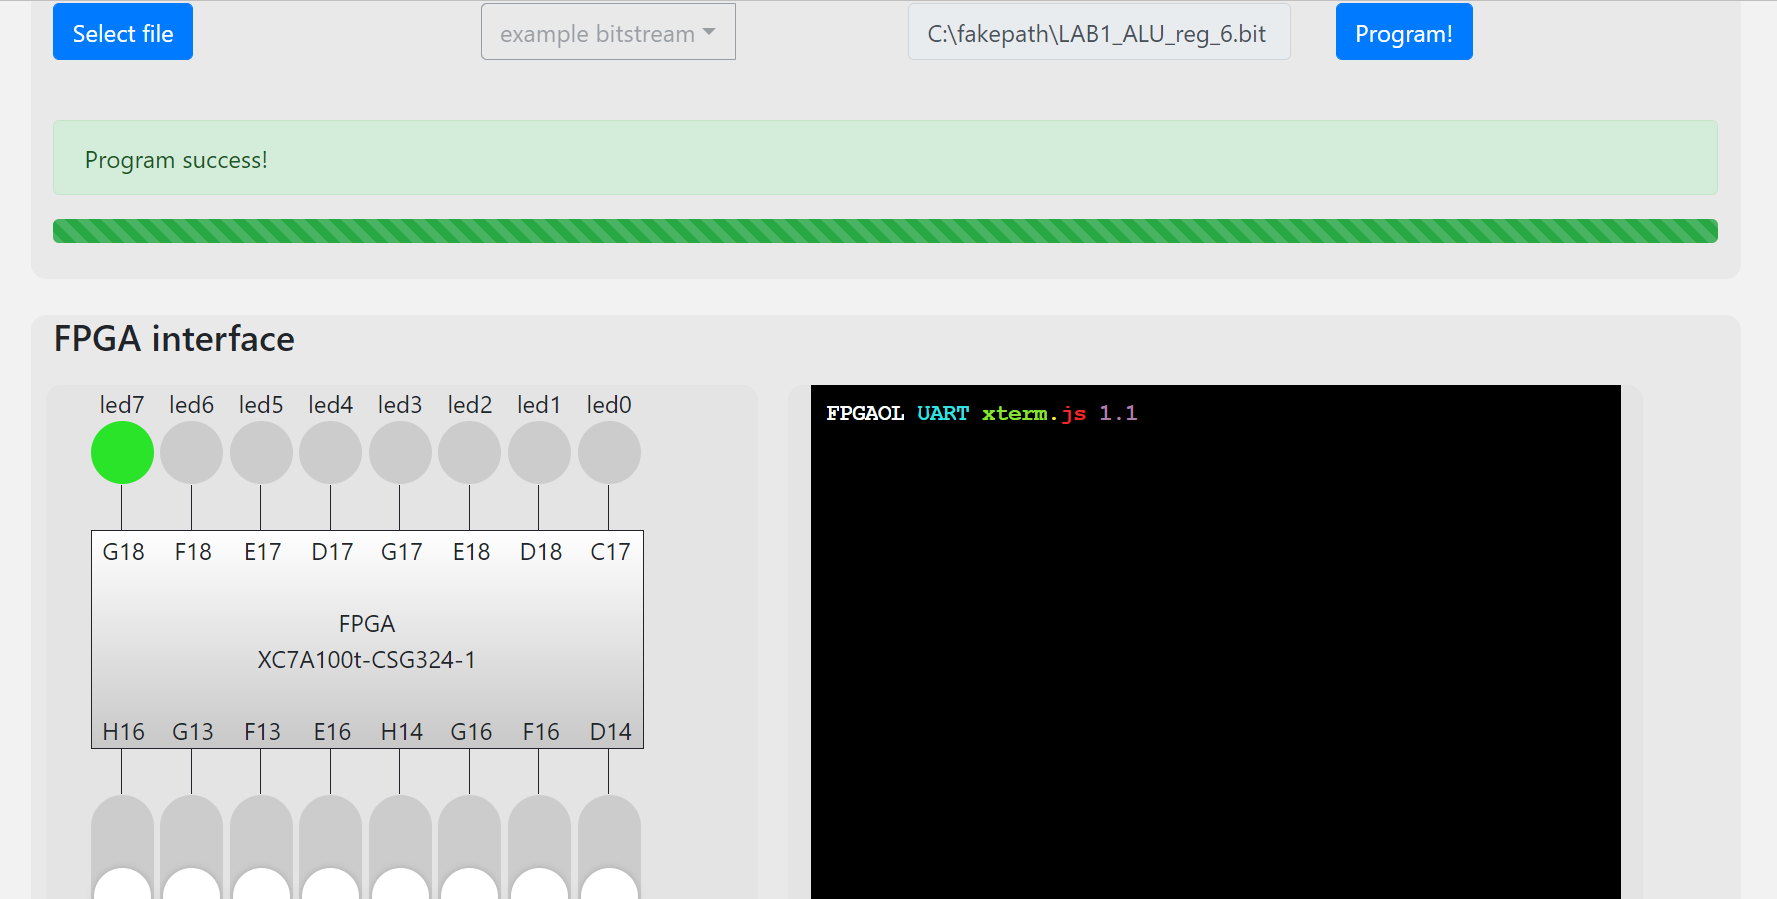 Select file example bitstream C:\fakepath\LAB1_ALU_reg_6.bit Program!
Program success!
FPGA interface
led7 led6 led5 led4 led3 led2 led1 led0
FPGAOL UART xterm.js 1.1
G18 F18 E17 D17 G17 E18 D18 C17
FPGA
XC7A100t-CSG324-1
H16 G13 F13 E16 H14 G16 F16 D14